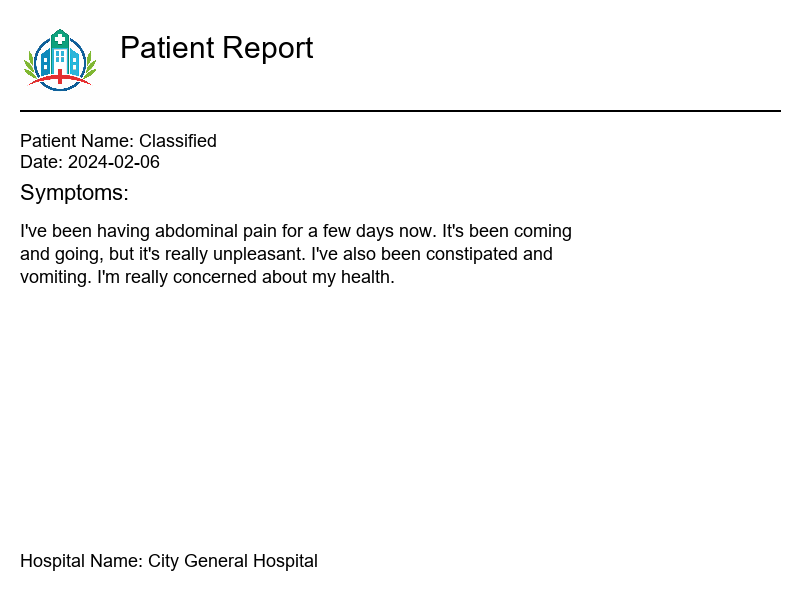 Patient Report
Patient Name: Classified
Date: 2024-02-06
Symptoms:
I've been having abdominal pain for a few days now. It's been coming
and going, but it's really unpleasant. I've also been constipated and
vomiting. I'm really concerned about my health.
Hospital Name: City General Hospital